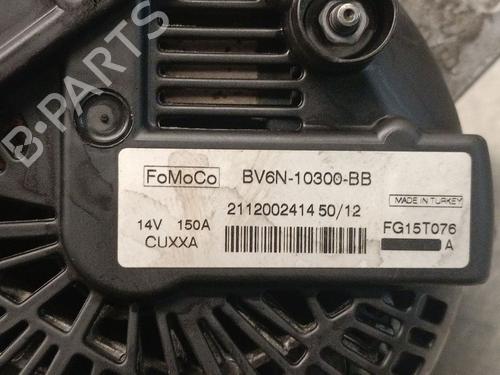 B-PARTS
FoMoCo BV6N-10300-BB
MADE IN TURKEY
14V 150A 2112002414 50/12 FG15T076
CUXXA A